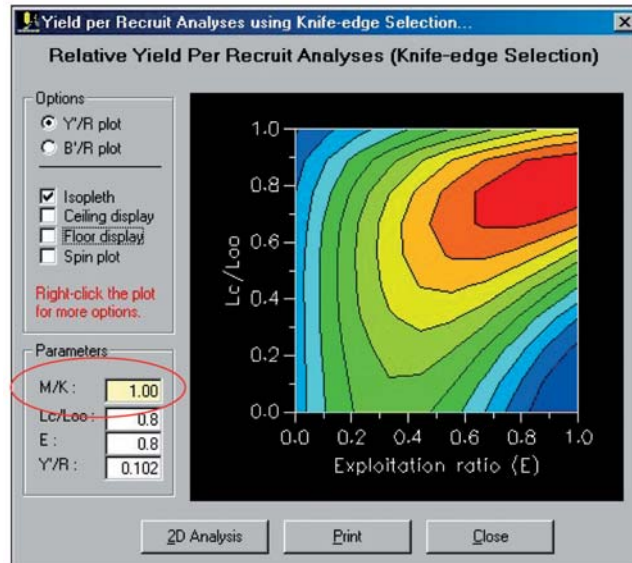 Yield per Recruit Analyses using Knife-edge Selection...
Relative Yield Per Recruit Analyses (Knife-edge Selection)
Options
Y'/R plot
B'/R plot
Isopleth
Ceiling display
Floor display
Spin plot
Right-click the plot
for more options.
Parameters
M/K : 1.00
Lc/Loo : 0.8
E : 0.8
Y'/R : 0.102
Lc/Loo
1.0
0.8
0.6
0.4
0.2
0.0
0.0 0.2 0.4 0.6 0.8 1.0
Exploitation ratio (E)
2D Analysis Print Close